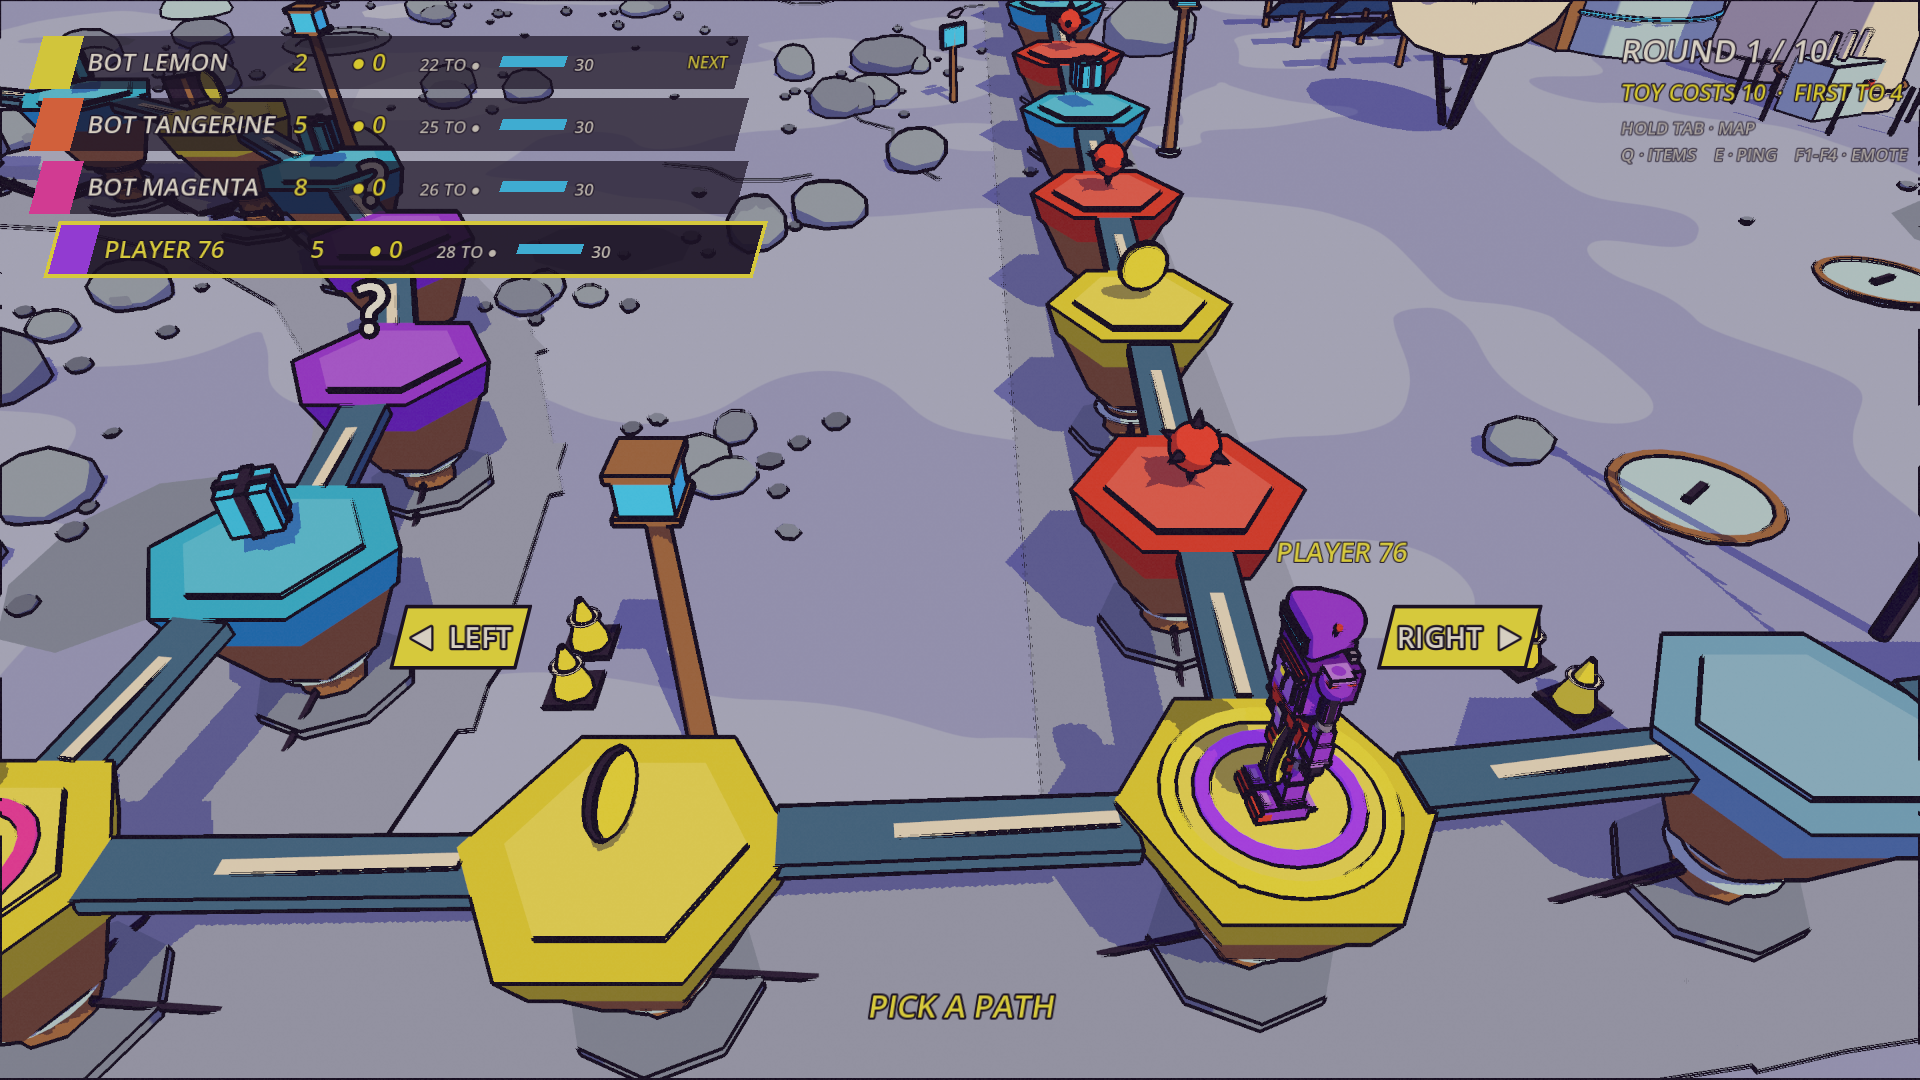 BOT LEMON 2 ● 0 22 TO ● 30 NEXT
BOT TANGERINE 5 ● 0 25 TO ● 30
BOT MAGENTA 8 ● 0 26 TO ● 30
PLAYER 76 5 ● 0 28 TO ● 30
ROUND 1 / 10
TOY COSTS 10 · FIRST TO 4
HOLD TAB · MAP
Q · ITEMS E · PING F1-F4 · EMOTE
?
?
PLAYER 76
◁ LEFT
RIGHT ▷
PICK A PATH